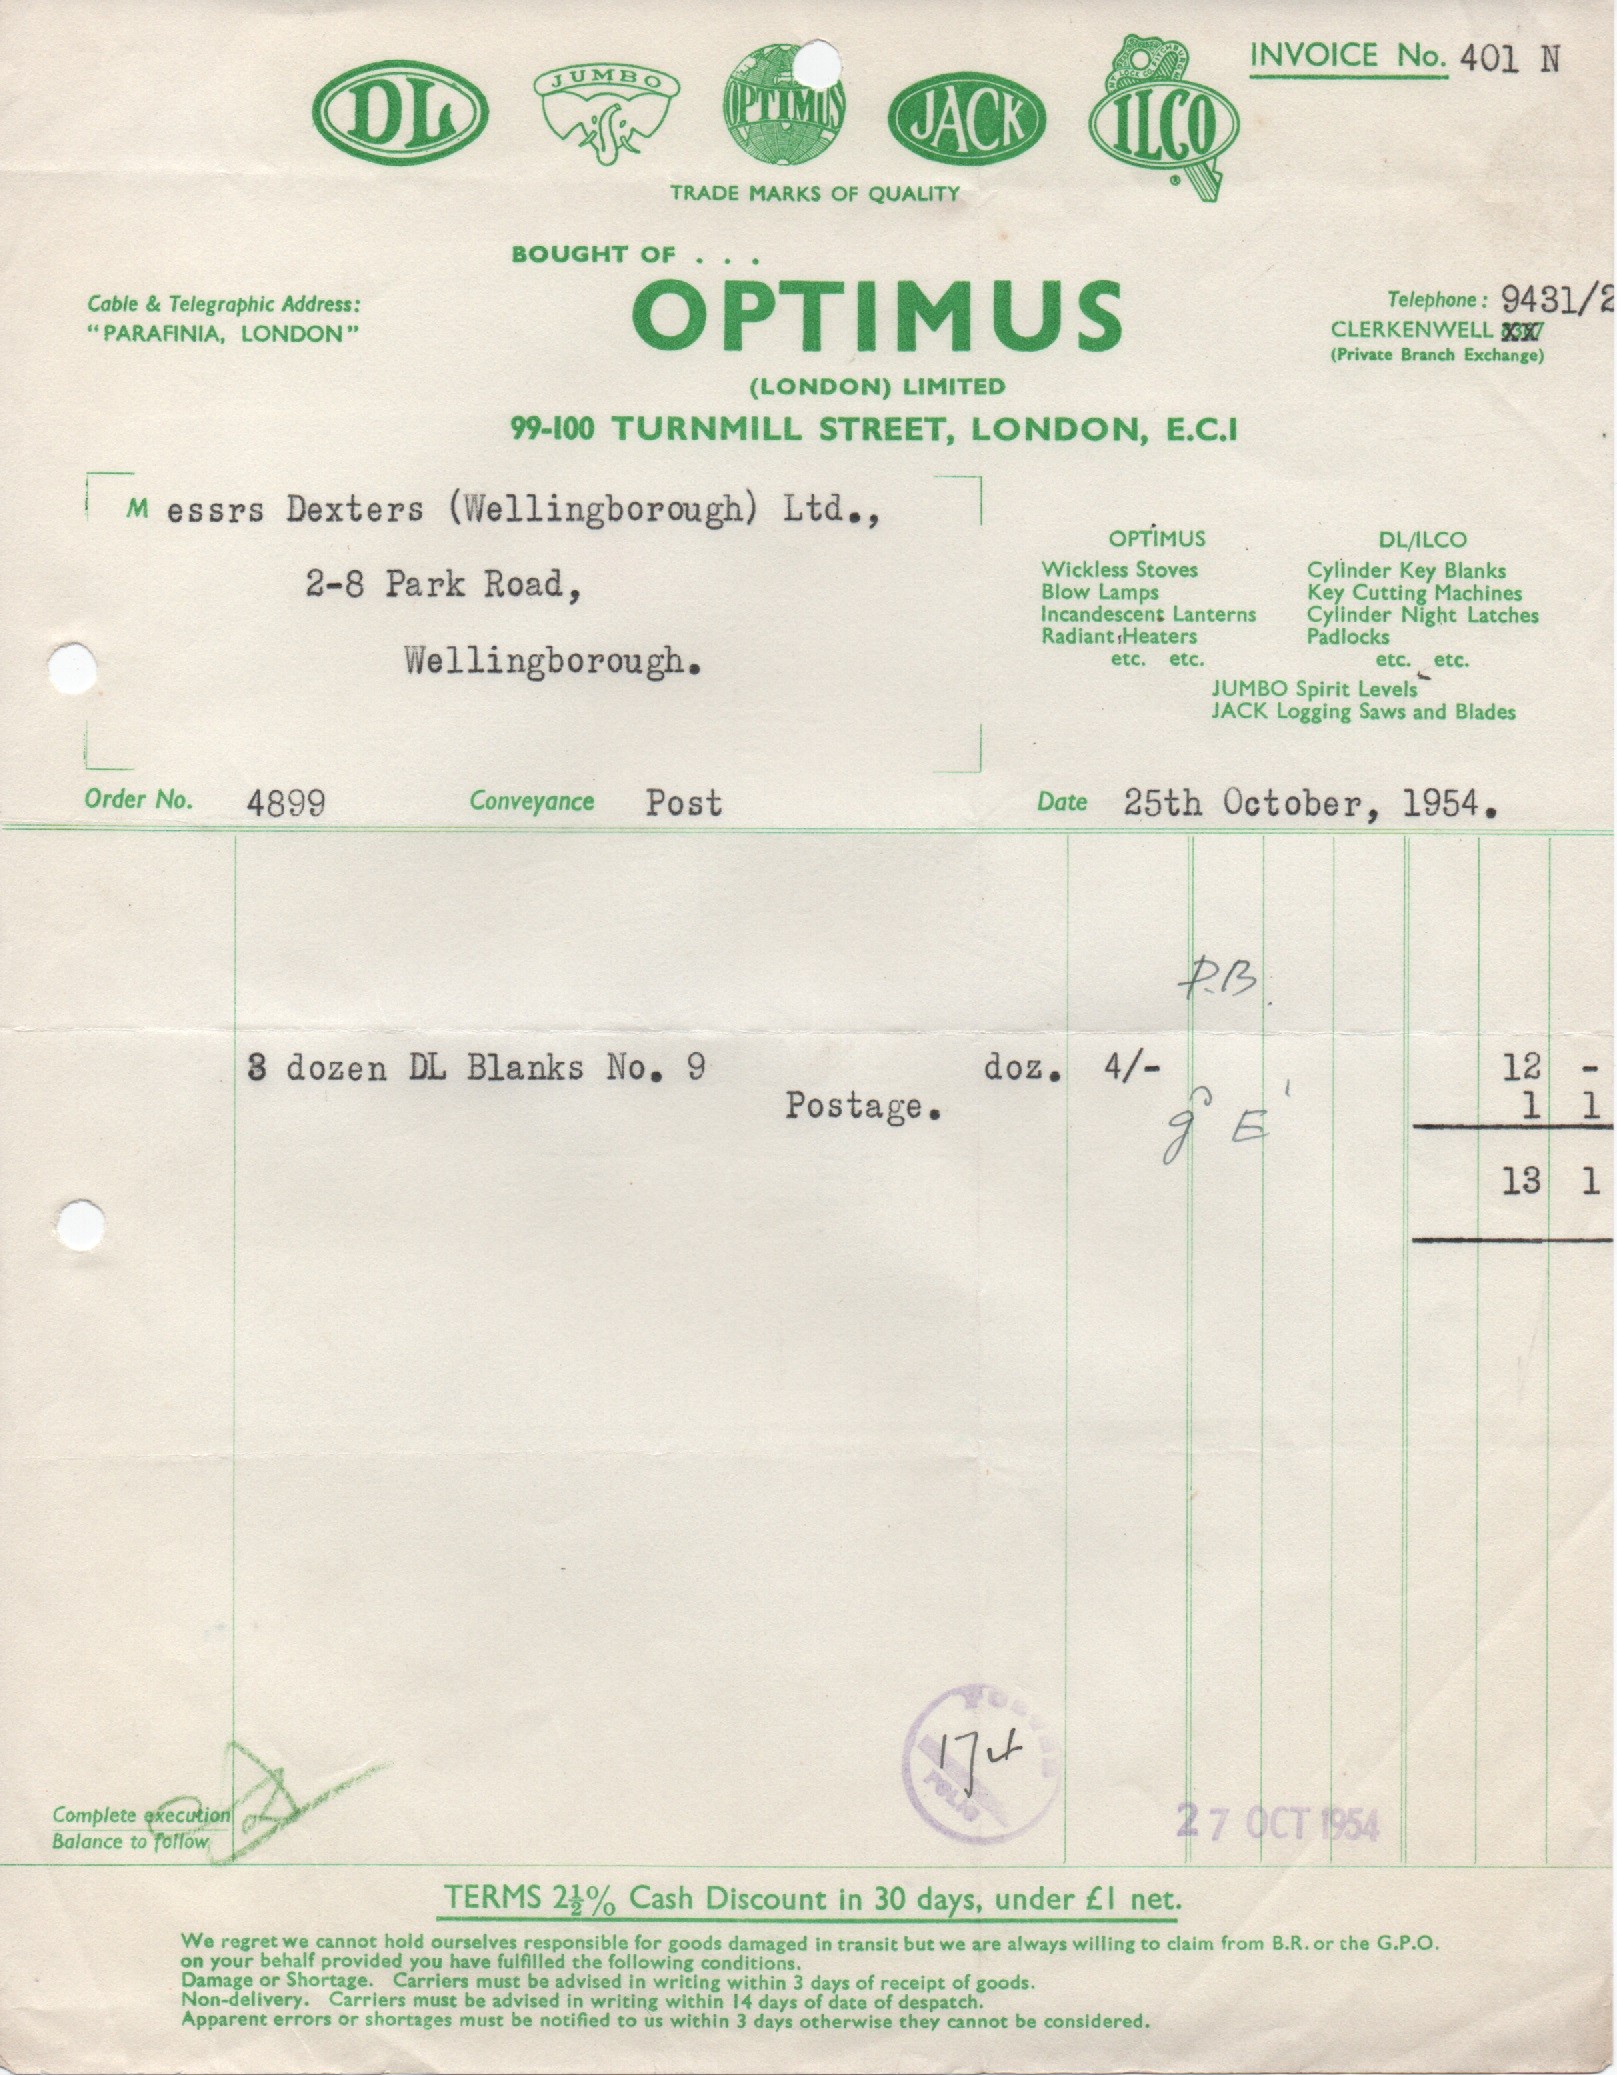 DL
JUMBO
OPTIMUS
JACK
ILCO
INVOICE No. 401 N
TRADE MARKS OF QUALITY
BOUGHT OF . . .
OPTIMUS
(LONDON) LIMITED
99-100 TURNMILL STREET, LONDON, E.C.1
Cable & Telegraphic Address:
"PARAFINIA, LONDON"
Telephone: 9431/2
CLERKENWELL
(Private Branch Exchange)
Messrs Dexters (Wellingborough) Ltd.,
2-8 Park Road,
Wellingborough.
OPTIMUS
Wickless Stoves
Blow Lamps
Incandescent Lanterns
Radiant Heaters
etc. etc.
DL/ILCO
Cylinder Key Blanks
Key Cutting Machines
Cylinder Night Latches
Padlocks
etc. etc.
JUMBO Spirit Levels
JACK Logging Saws and Blades
Order No. 4899 Conveyance Post Date 25th October, 1954.
P.B.
3 dozen DL Blanks No. 9 doz. 4/- 12 -
Postage. 1 1
E
13 1
174
FOLIO
27 OCT 1954
Complete execution
Balance to follow
TERMS 2½% Cash Discount in 30 days, under £1 net.
We regret we cannot hold ourselves responsible for goods damaged in transit but we are always willing to claim from B.R. or the G.P.O.
on your behalf provided you have fulfilled the following conditions.
Damage or Shortage. Carriers must be advised in writing within 3 days of receipt of goods.
Non-delivery. Carriers must be advised in writing within 14 days of date of despatch.
Apparent errors or shortages must be notified to us within 3 days otherwise they cannot be considered.